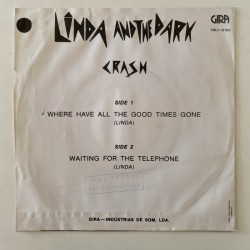 LINDA AND THE DARK
GIRA
CRASH
SIDE 1
WHERE HAVE ALL THE GOOD TIMES GONE
(LINDA)
SIDE 2
WAITING FOR THE TELEPHONE
(LINDA)
GIRA — INDÚSTRIAS DE SOM, LDA.